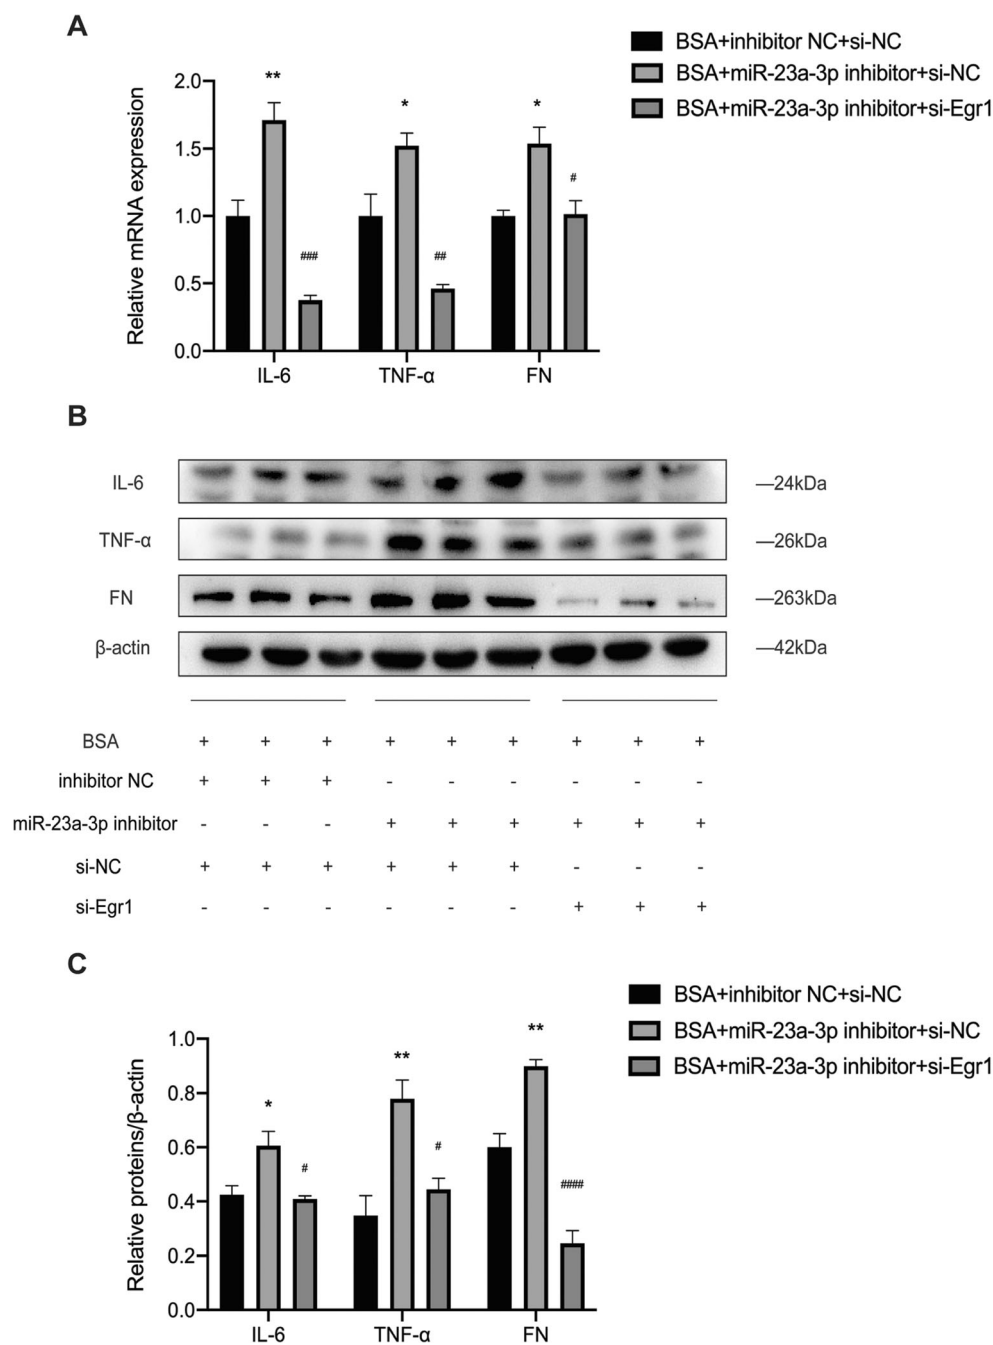 A
BSA+inhibitor NC+si-NC
BSA+miR-23a-3p inhibitor+si-NC
BSA+miR-23a-3p inhibitor+si-Egr1
Relative mRNA expression
2.0
1.5
1.0
0.5
0.0
** ### * ## * #
IL-6 TNF-α FN
B
IL-6 —24kDa
TNF-α —26kDa
FN —263kDa
β-actin —42kDa
BSA + + + + + + + + +
inhibitor NC + + + - - - - - -
miR-23a-3p inhibitor - - - + + + + + +
si-NC + + + + + + - - -
si-Egr1 - - - - - - + + +
C
BSA+inhibitor NC+si-NC
BSA+miR-23a-3p inhibitor+si-NC
BSA+miR-23a-3p inhibitor+si-Egr1
Relative proteins/β-actin
1.0
0.8
0.6
0.4
0.2
0.0
* # ** # ** ####
IL-6 TNF-α FN